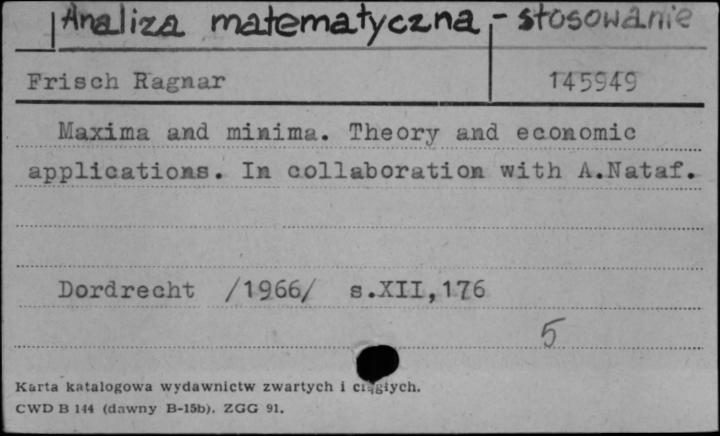 Analiza matematyczna - stosowanie
Frisch Ragnar 145949
Maxima and minima. Theory and economic
applications. In collaboration with A.Nataf.
Dordrecht /1966/ s.XII,176
5
Karta katalogowa wydawnictw zwartych i ciągłych.
CWD B 144 (dawny B-15b). ZGG 91.